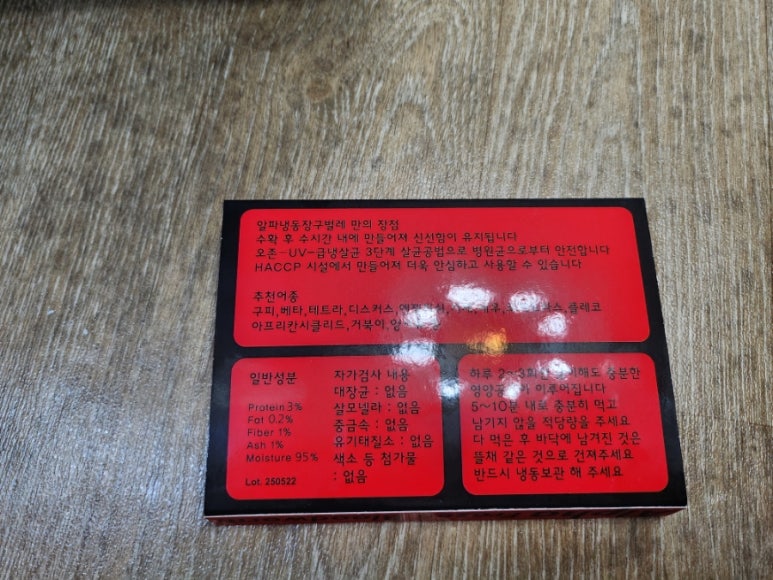 알파냉동장구벌레 만의 장점
수확 후 수시간 내에 만들어져 신선함이 유지됩니다
오존-UV-급냉살균 3단계 살균공법으로 병원균으로부터 안전합니다
HACCP 시설에서 만들어져 더욱 안심하고 사용할 수 있습니다
추천어종
구피,베타,테트라,디스커스,플레코
아프리칸시클리드,거북이,
일반성분
Protein 3%
Fat 0.2%
Fiber 1%
Ash 1%
Moisture 95%
Lot. 250522
자가검사 내용
대장균 : 없음
살모넬라 : 없음
중금속 : 없음
유기태질소 : 없음
색소 등 첨가물
: 없음
하루 2~3회만 해도 충분한
이루어집니다
5~10분 내로 충분히 먹고
남기지 않을 적당량을 주세요
다 먹은 후 바닥에 남겨진 것은
뜰채 같은 것으로 건져주세요
반드시 냉동보관 해 주세요